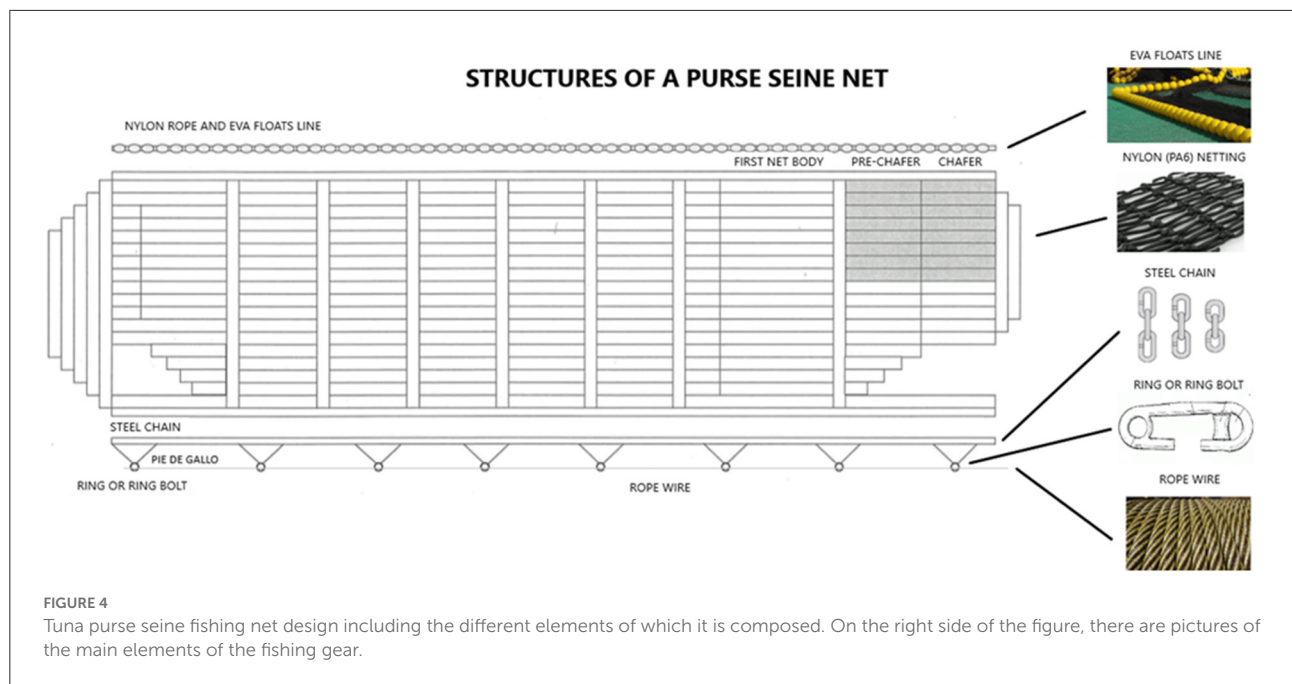 STRUCTURES OF A PURSE SEINE NET
EVA FLOATS LINE
NYLON ROPE AND EVA FLOATS LINE
FIRST NET BODY
PRE-CHAFER
CHAFER
NYLON (PA6) NETTING
STEEL CHAIN
RING OR RING BOLT
STEEL CHAIN
PIE DE GALLO
RING OR RING BOLT
ROPE WIRE
ROPE WIRE
FIGURE 4
Tuna purse seine fishing net design including the different elements of which it is composed. On the right side of the figure, there are pictures of
the main elements of the fishing gear.